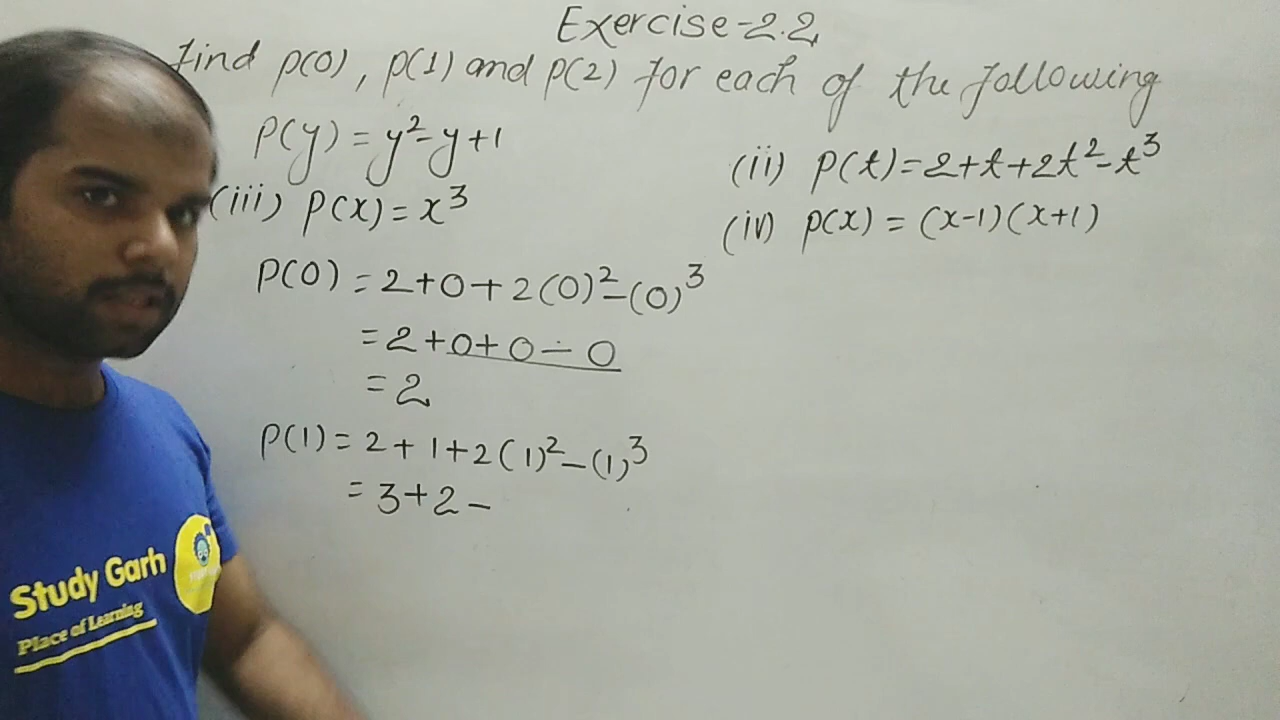 Exercise-2.2
Find p(0), p(1) and p(2) for each of the following
P(y) = y²-y+1
(ii) P(t)=2+t+2t²-t³
(iii) P(x) = x³
(iv) p(x) = (x-1)(x+1)
P(0) = 2+0+2(0)²-(0)³
= 2+0+0-0
= 2
P(1) = 2+1+2(1)²-(1)³
= 3+2-
Study Garh
Place of Learning